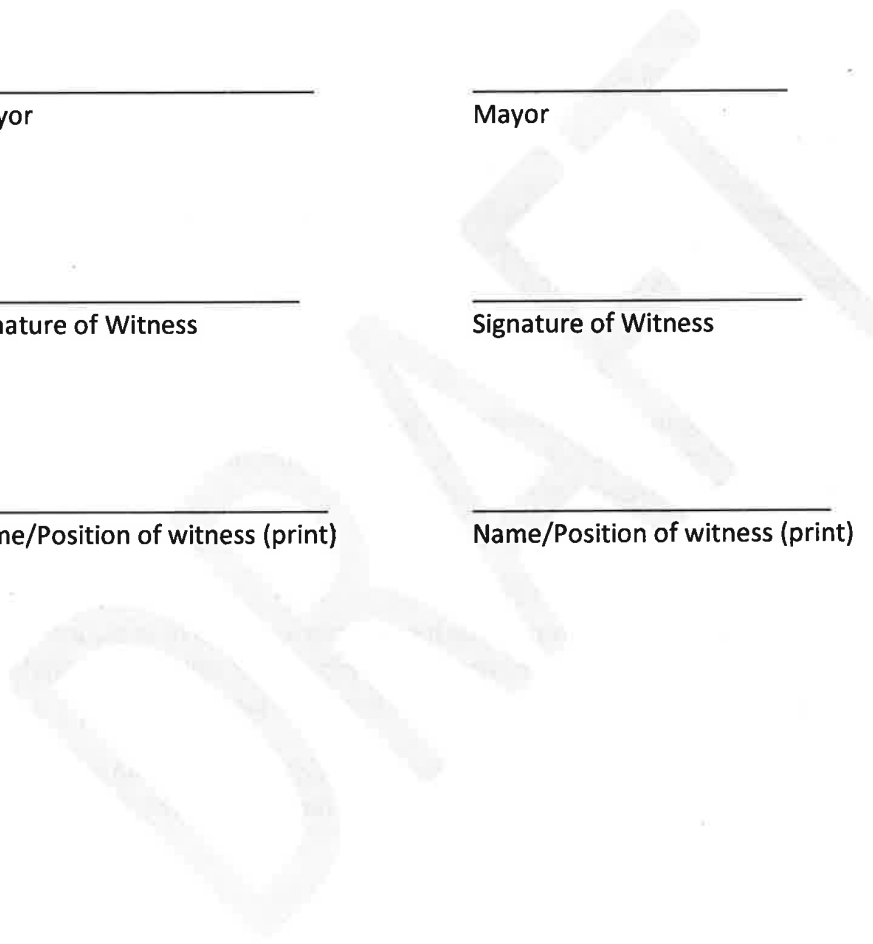 yor Mayor
nature of Witness Signature of Witness
me/Position of witness (print) Name/Position of witness (print)
DRAFT